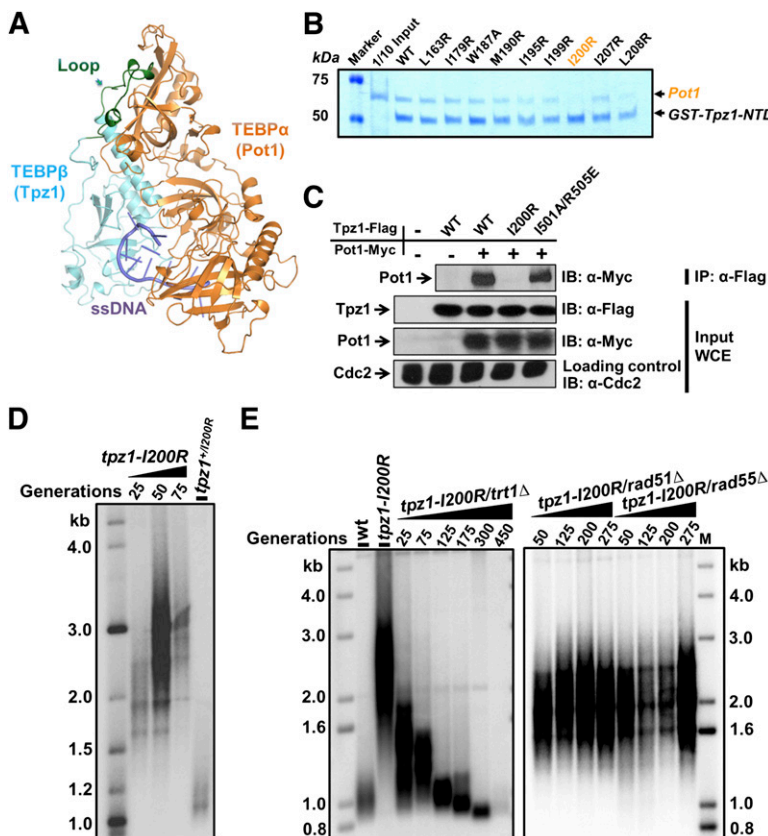 A
Loop
TEBPα
(Pot1)
TEBPβ
(Tpz1)
ssDNA
B
kDa
Marker
1/10 Input
WT
L163R
I179R
W187A
M190R
I195R
I199R
I200R
I207R
L208R
75
50
Pot1
GST-Tpz1-NTD
C
Tpz1-Flag - WT WT I200R I501A/R505E
Pot1-Myc - - + + +
Pot1 IB: α-Myc IP: α-Flag
Tpz1 IB: α-Flag
Pot1 IB: α-Myc
Input
WCE
Cdc2 Loading control
IB: α-Cdc2
D
tpz1-I200R
tpz1+/I200R
Generations 25 50 75
kb
4.0
3.0
2.0
1.5
1.2
1.0
E
wt
tpz1-I200R
tpz1-I200R/trt1Δ
Generations 25 75 125 175 300 450
kb
4.0
3.0
2.0
1.6
1.0
0.8
tpz1-I200R/rad51Δ
tpz1-I200R/rad55Δ
50 125 200 275 50 125 200 275 M
kb
4.0
3.0
2.0
1.6
1.0
0.8